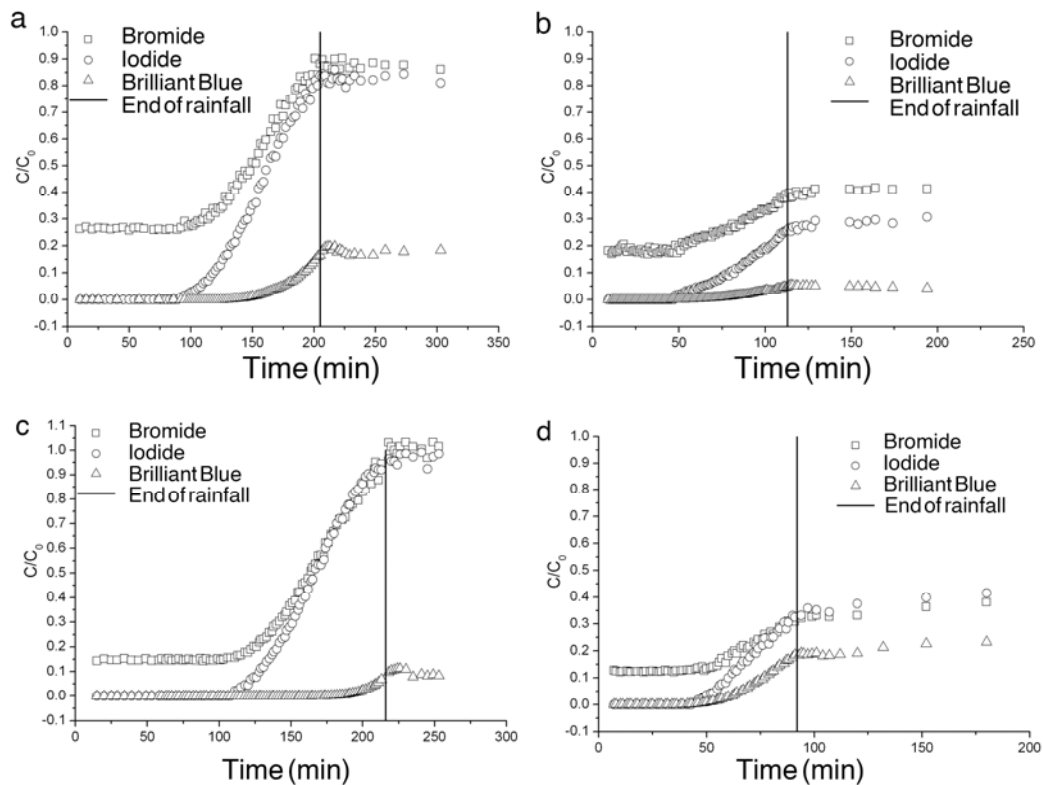 a
Bromide
Iodide
Brilliant Blue
End of rainfall
1.0
0.9
0.8
0.7
0.6
0.5
0.4
0.3
0.2
0.1
0.0
-0.1
C/C0
0 50 100 150 200 250 300 350
Time (min)
b
Bromide
Iodide
Brilliant Blue
End of rainfall
1.0
0.9
0.8
0.7
0.6
0.5
0.4
0.3
0.2
0.1
0.0
-0.1
C/C0
0 50 100 150 200 250
Time (min)
c
Bromide
Iodide
Brilliant Blue
End of rainfall
1.1
1.0
0.9
0.8
0.7
0.6
0.5
0.4
0.3
0.2
0.1
0.0
-0.1
C/C0
0 50 100 150 200 250 300
Time (min)
d
Bromide
Iodide
Brilliant Blue
End of rainfall
1.0
0.9
0.8
0.7
0.6
0.5
0.4
0.3
0.2
0.1
0.0
-0.1
C/C0
0 50 100 150 200
Time (min)